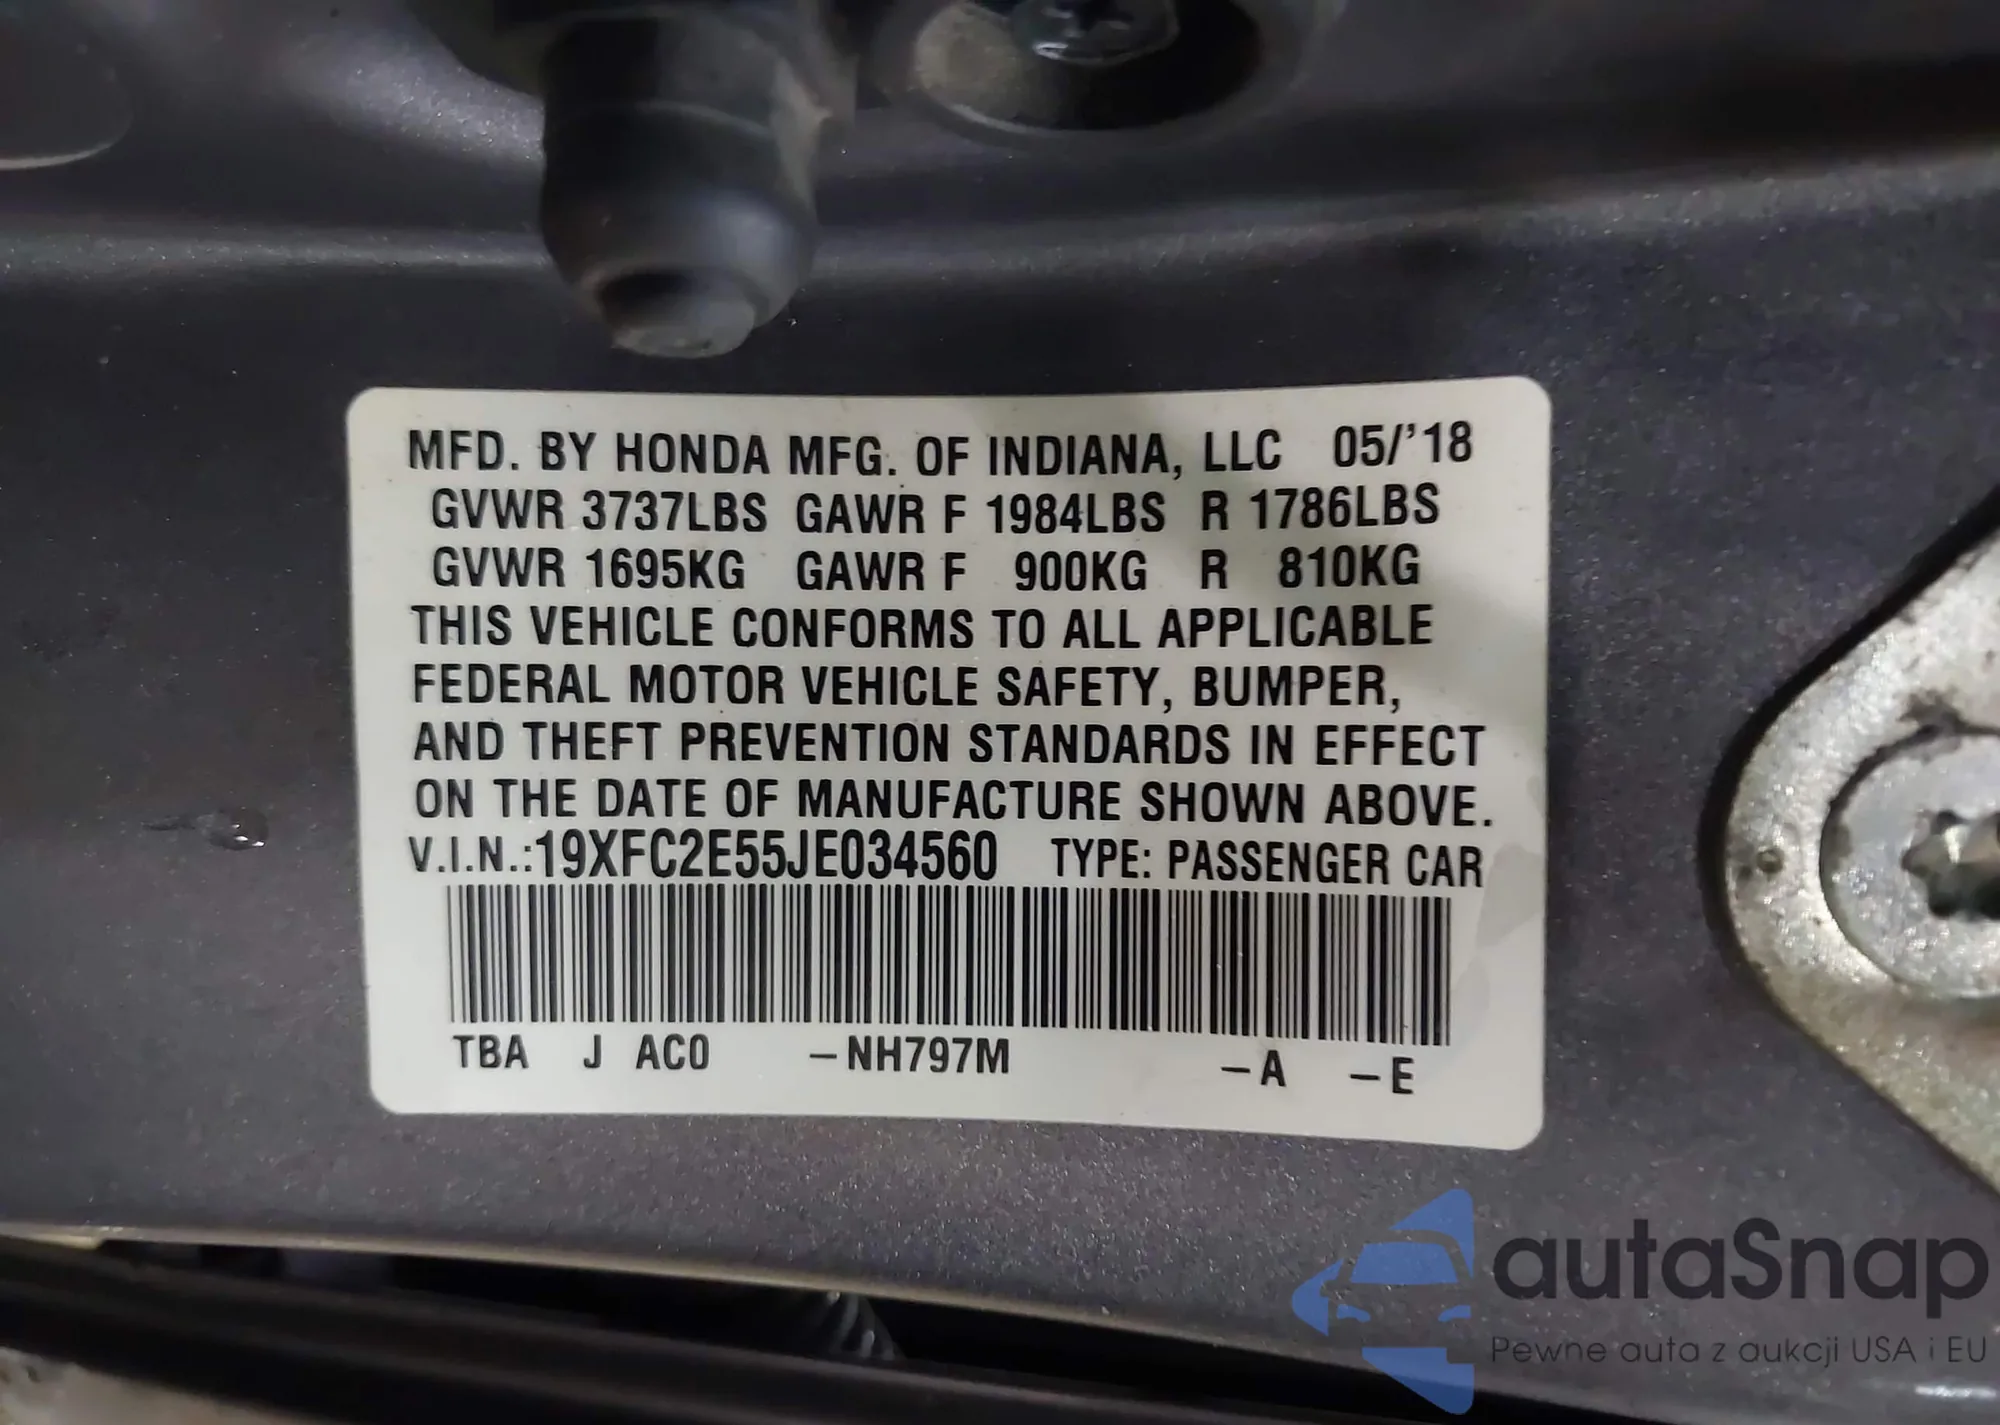 MFD. BY HONDA MFG. OF INDIANA, LLC 05/'18
GVWR 3737LBS GAWR F 1984LBS R 1786LBS
GVWR 1695KG GAWR F 900KG R 810KG
THIS VEHICLE CONFORMS TO ALL APPLICABLE
FEDERAL MOTOR VEHICLE SAFETY, BUMPER,
AND THEFT PREVENTION STANDARDS IN EFFECT
ON THE DATE OF MANUFACTURE SHOWN ABOVE.
V.I.N.:19XFC2E55JE034560 TYPE: PASSENGER CAR
TBA J AC0 –NH797M –A –E
autaSnap
Pewne auta z aukcji USA i EU